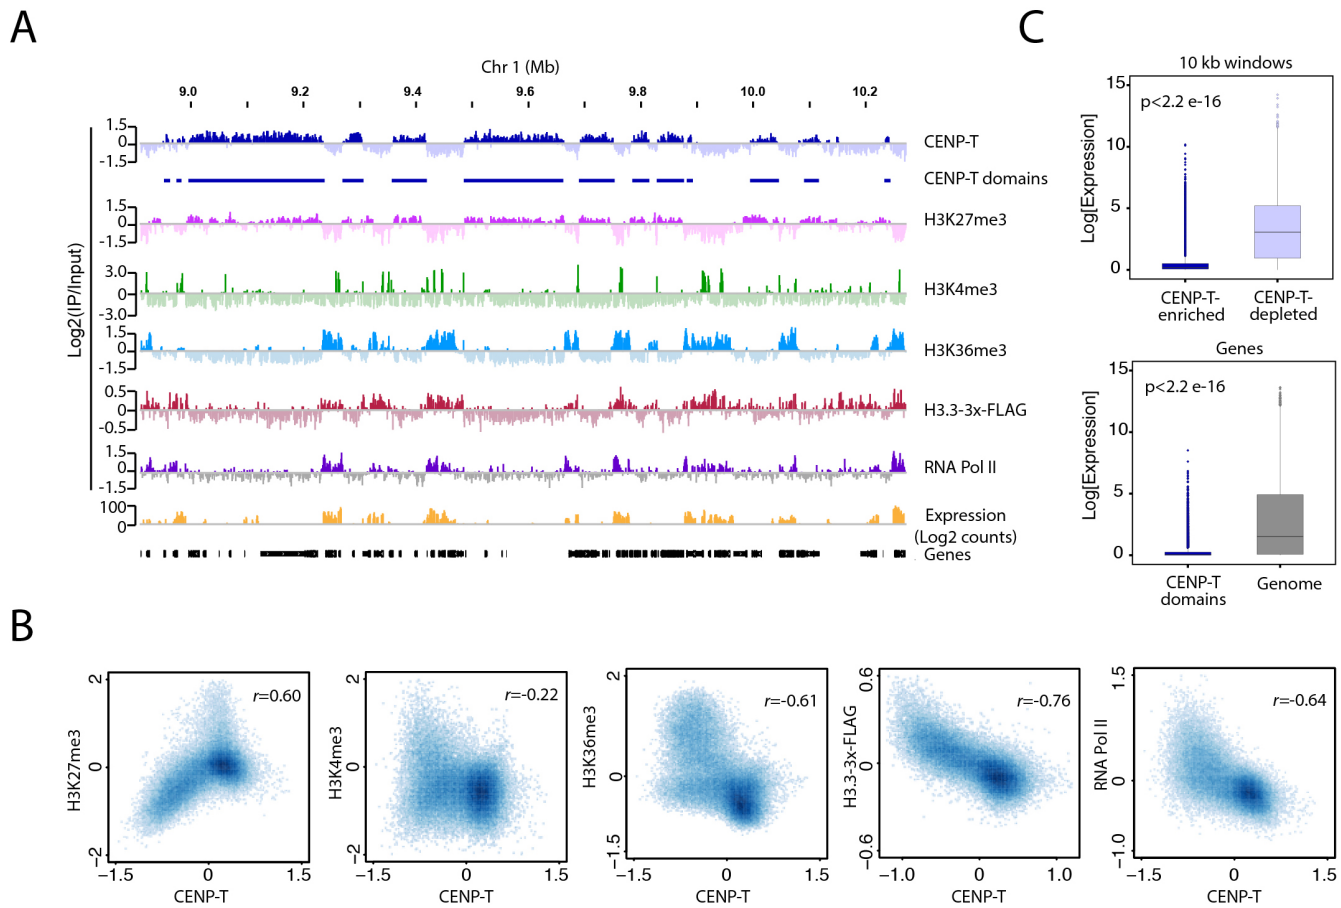 A
Chr 1 (Mb)
9.0 9.2 9.4 9.6 9.8 10.0 10.2
Log2(IP/Input)
1.5
-1.5
CENP-T
CENP-T domains
1.5
0
-1.5
H3K27me3
3.0
0
-3.0
H3K4me3
1.5
0
-1.5
H3K36me3
0.5
0
-0.5
H3.3-3x-FLAG
1.5
0
-1.5
RNA Pol II
100
0
Expression
(Log2 counts)
Genes
C
10 kb windows
p<2.2 e-16
Log[Expression]
15
10
5
0
CENP-T-
enriched
CENP-T-
depleted
Genes
p<2.2 e-16
Log[Expression]
15
10
5
0
CENP-T
domains
Genome
B
H3K27me3
2
0
−2
r=0.60
−1.5 0 1.5
CENP-T
H3K4me3
2
0
−2
r=-0.22
−1.5 0 1.5
CENP-T
H3K36me3
2
0
−1.5
r=-0.61
−1.5 0 1.5
CENP-T
H3.3-3x-FLAG
0.6
0
−0.6
r=-0.76
−1.0 0 1.0
CENP-T
RNA Pol II
1.5
0
−1.0
r=-0.64
−1.5 0 1.5
CENP-T